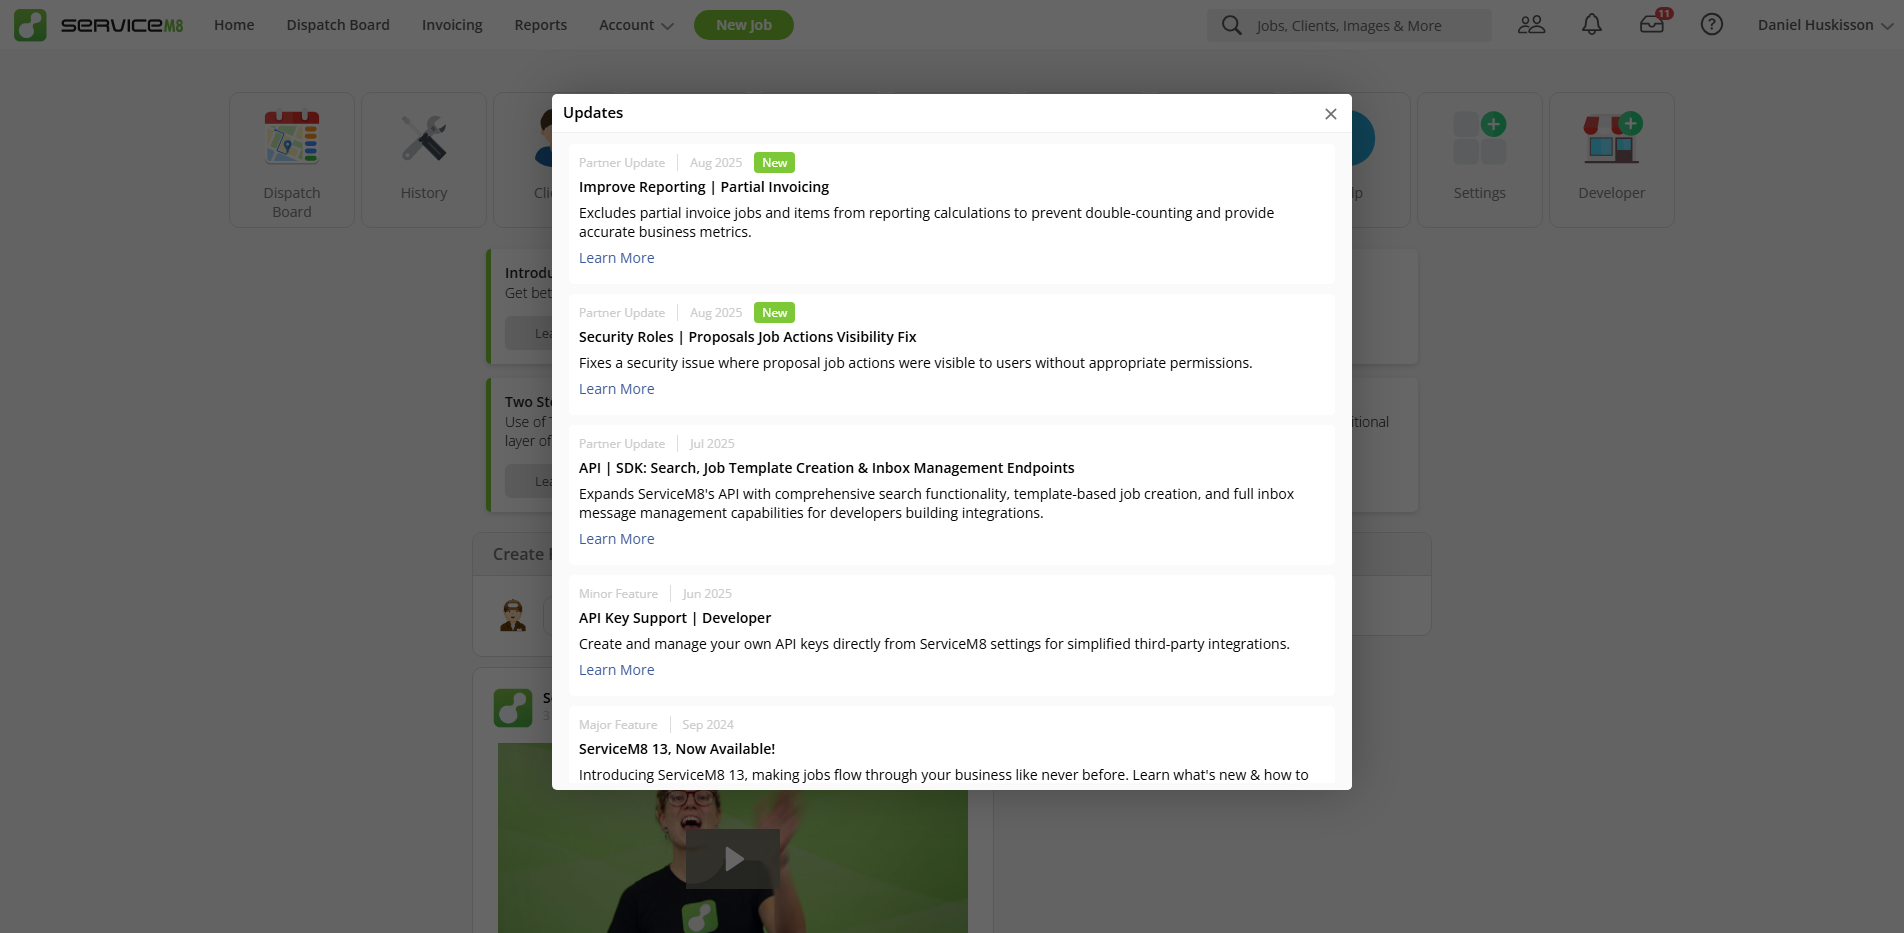 SERVICEM8
Home
Dispatch Board
Invoicing
Reports
Account
New Job
Jobs, Clients, Images & More
11
Daniel Huskisson
Dispatch
Board
History
Settings
Developer
Get
Two
Use of
layer of
Create
Updates
Partner Update Aug 2025 New
Improve Reporting | Partial Invoicing
Excludes partial invoice jobs and items from reporting calculations to prevent double-counting and provide
accurate business metrics.
Learn More
Partner Update Aug 2025 New
Security Roles | Proposals Job Actions Visibility Fix
Fixes a security issue where proposal job actions were visible to users without appropriate permissions.
Learn More
Partner Update Jul 2025
API | SDK: Search, Job Template Creation & Inbox Management Endpoints
Expands ServiceM8's API with comprehensive search functionality, template-based job creation, and full inbox
message management capabilities for developers building integrations.
Learn More
Minor Feature Jun 2025
API Key Support | Developer
Create and manage your own API keys directly from ServiceM8 settings for simplified third-party integrations.
Learn More
Major Feature Sep 2024
ServiceM8 13, Now Available!
Introducing ServiceM8 13, making jobs flow through your business like never before. Learn what's new & how to